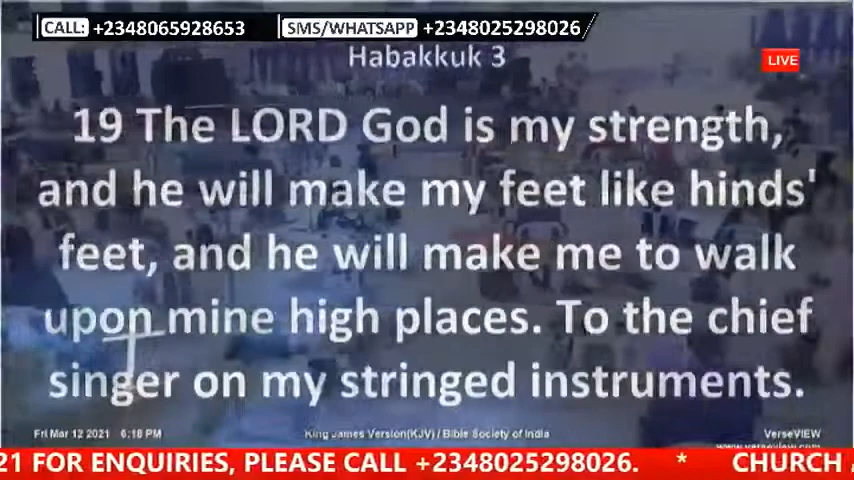 CALL: +2348065928653 SMS/WHATSAPP +2348025298026
Habakkuk 3
LIVE
19 The LORD God is my strength,
and he will make my feet like hinds'
feet, and he will make me to walk
upon mine high places. To the chief
singer on my stringed instruments.
Fri Mar 12 2021 6:18 PM King James Version(KJV) / Bible Society of India VerseVIEW
www.verseview.com
21 FOR ENQUIRIES, PLEASE CALL +2348025298026. * CHURCH